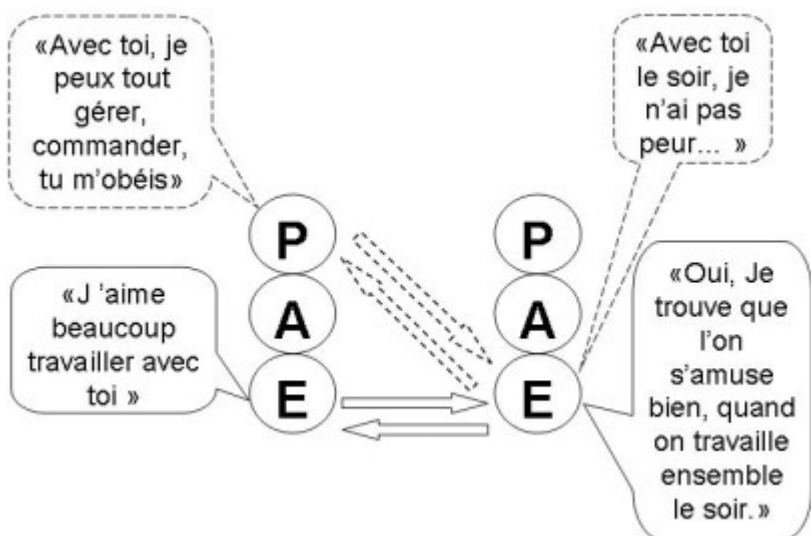 «Avec toi, je
peux tout
gérer,
commander,
tu m'obéis»
«Avec toi
le soir, je
n'ai pas
peur... »
P
P
«J 'aime
beaucoup
travailler avec
toi »
A
A
«Oui, Je
trouve que
l'on
s'amuse
bien, quand
on travaille
ensemble
le soir.»
E
E